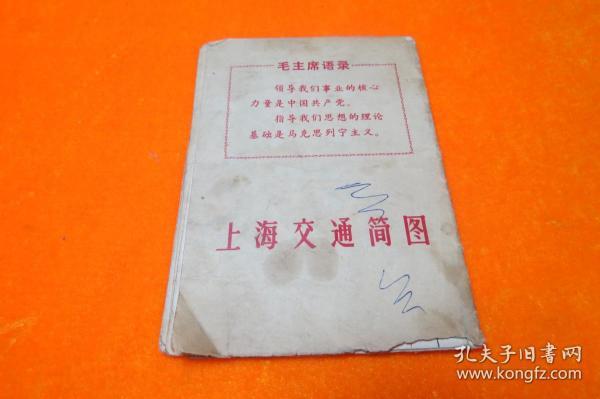 毛主席语录
领导我们事业的核心
力量是中国共产党。
指导我们思想的理论
基础是马克思列宁主义。
上海交通简图
孔夫子旧书网
www.kongfz.com